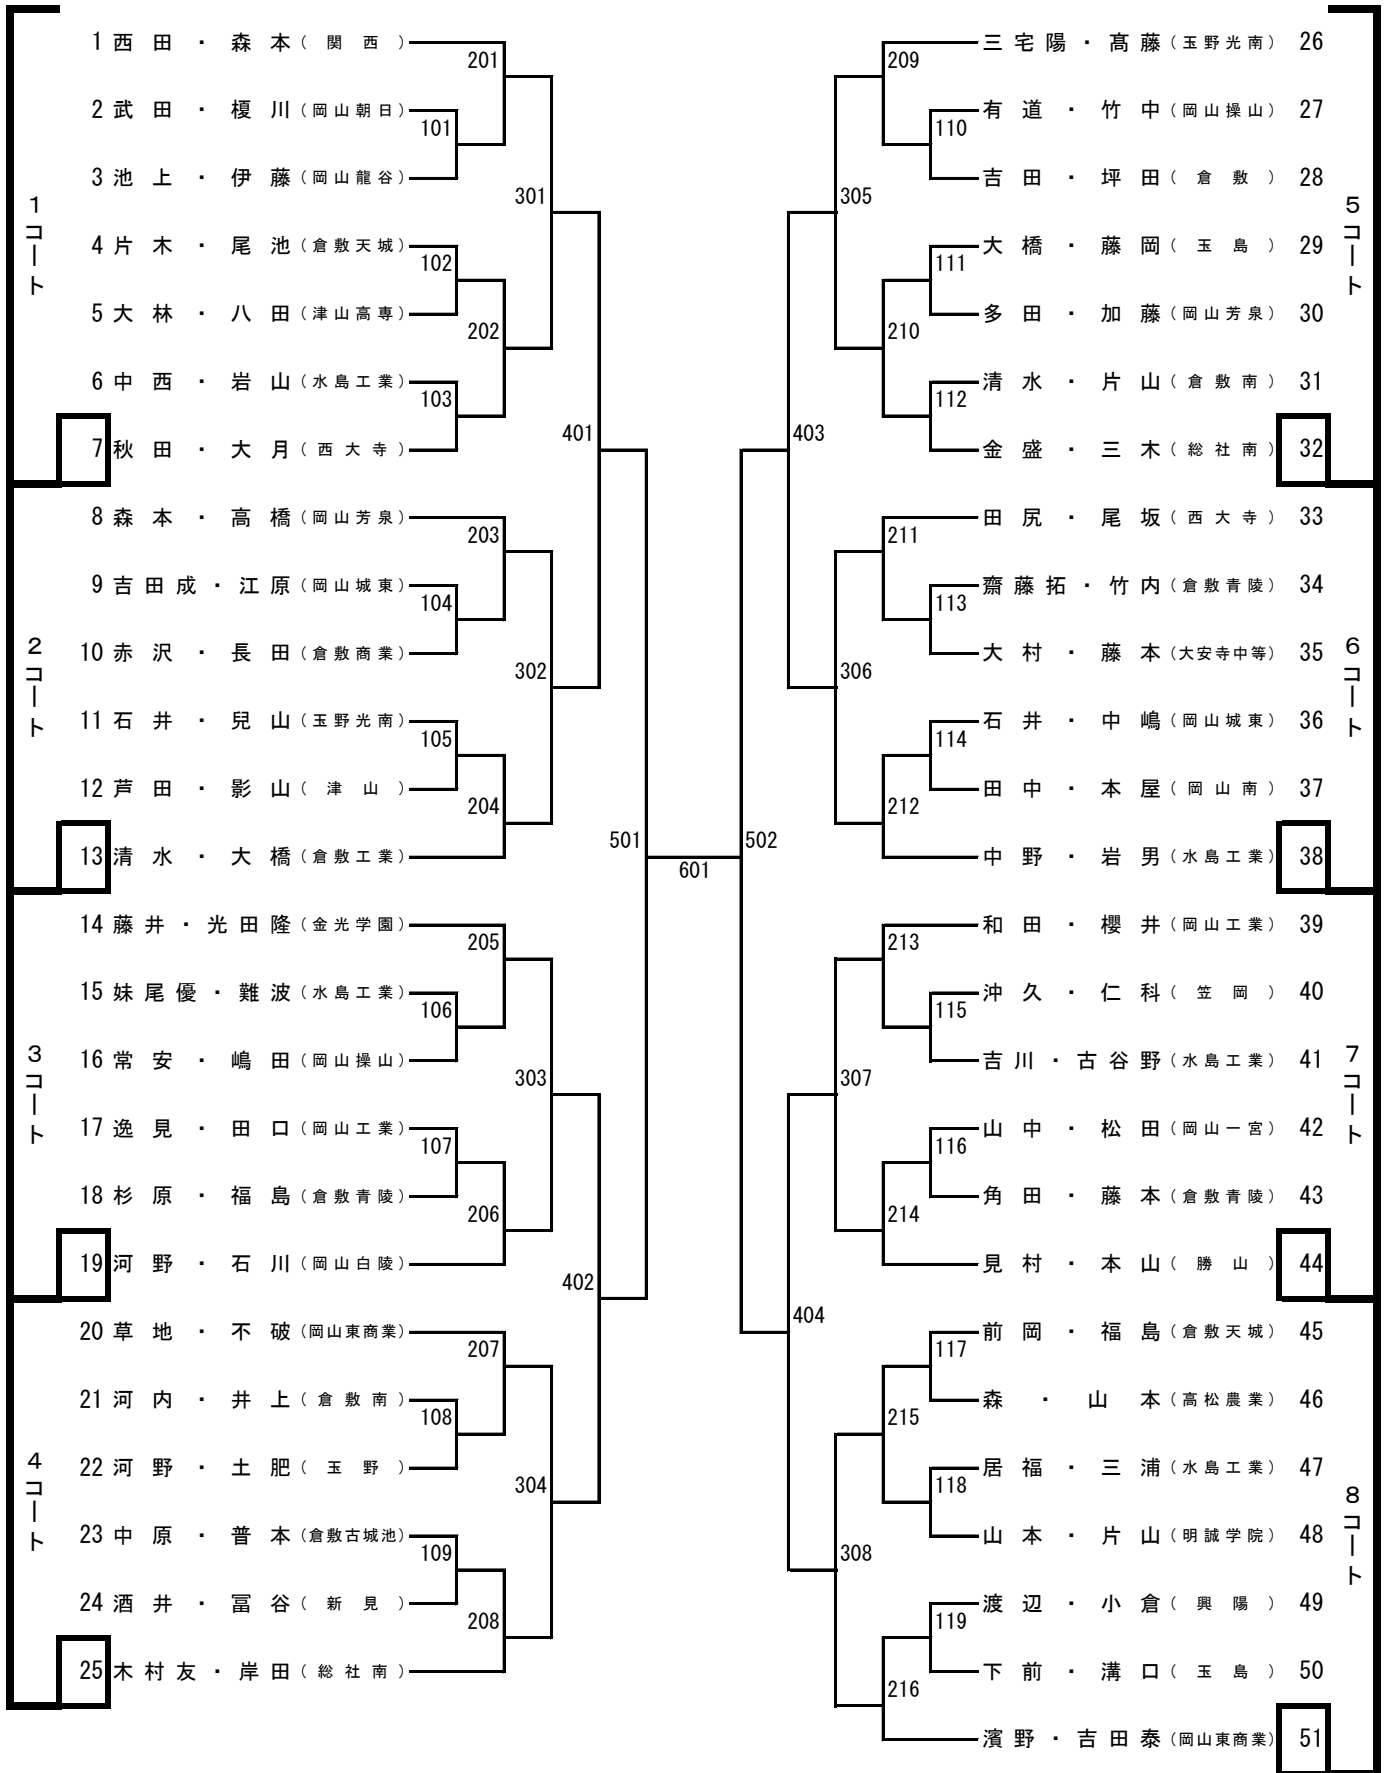 1コート
1 西田・森本(関西)
201
2 武田・榎川(岡山朝日)
101
3 池上・伊藤(岡山龍谷)
301
4 片木・尾池(倉敷天城)
102
5 大林・八田(津山高専)
202
6 中西・岩山(水島工業)
103
7 秋田・大月(西大寺)
401
2コート
8 森本・高橋(岡山芳泉)
203
9 吉田成・江原(岡山城東)
104
10 赤沢・長田(倉敷商業)
302
11 石井・兒山(玉野光南)
105
12 芦田・影山(津山)
204
13 清水・大橋(倉敷工業)
501
601
3コート
14 藤井・光田隆(金光学園)
205
15 妹尾優・難波(水島工業)
106
16 常安・嶋田(岡山操山)
303
17 逸見・田口(岡山工業)
107
18 杉原・福島(倉敷青陵)
206
19 河野・石川(岡山白陵)
402
4コート
20 草地・不破(岡山東商業)
207
21 河内・井上(倉敷南)
108
22 河野・土肥(玉野)
304
23 中原・普本(倉敷古城池)
109
24 酒井・冨谷(新見)
208
25 木村友・岸田(総社南)
5コート
三宅陽・髙藤(玉野光南) 26
209
有道・竹中(岡山操山) 27
110
吉田・坪田(倉敷) 28
305
大橋・藤岡(玉島) 29
111
多田・加藤(岡山芳泉) 30
210
清水・片山(倉敷南) 31
112
金盛・三木(総社南) 32
403
6コート
田尻・尾坂(西大寺) 33
211
齋藤拓・竹内(倉敷青陵) 34
113
大村・藤本(大安寺中等) 35
306
石井・中嶋(岡山城東) 36
114
田中・本屋(岡山南) 37
212
中野・岩男(水島工業) 38
502
7コート
和田・櫻井(岡山工業) 39
213
沖久・仁科(笠岡) 40
115
吉川・古谷野(水島工業) 41
307
山中・松田(岡山一宮) 42
116
角田・藤本(倉敷青陵) 43
214
見村・本山(勝山) 44
404
8コート
前岡・福島(倉敷天城) 45
117
森・山本(高松農業) 46
215
居福・三浦(水島工業) 47
118
山本・片山(明誠学院) 48
308
渡辺・小倉(興陽) 49
119
下前・溝口(玉島) 50
216
濱野・吉田泰(岡山東商業) 51